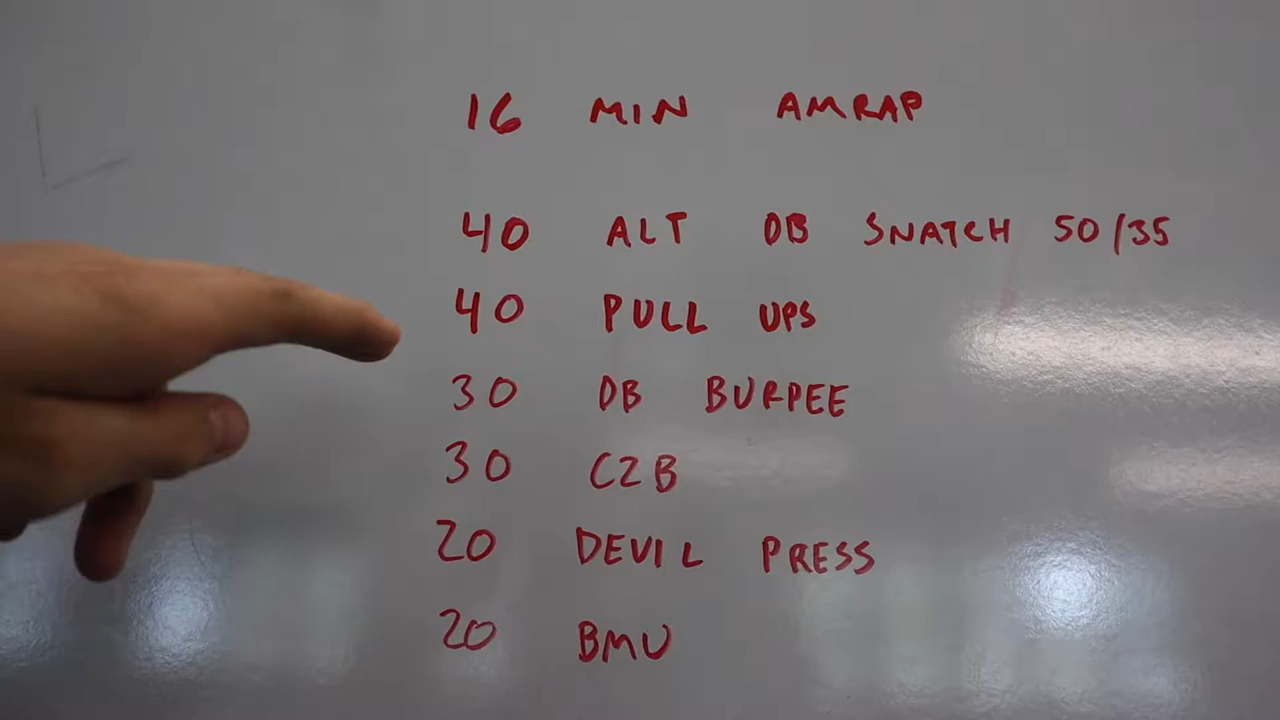 16 MIN AMRAP
40 ALT DB SNATCH 50/35
40 PULL UPS
30 DB BURPEE
30 C2B
20 DEVIL PRESS
20 BMU